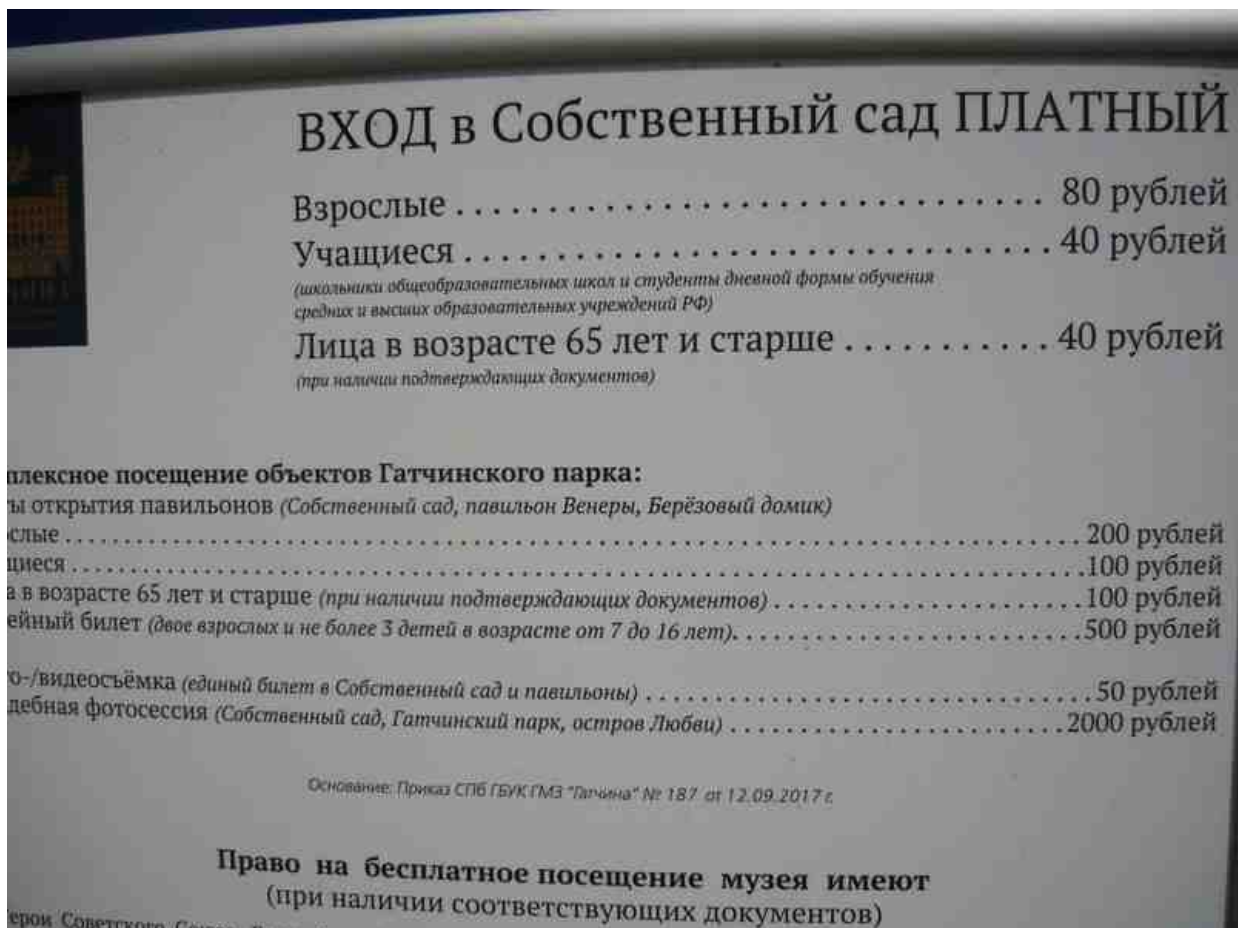 ВХОД в Собственный сад ПЛАТНЫЙ
Взрослые . . . . . . . . . . . . . . . . . . . . . . . . . . . . . . . 80 рублей
Учащиеся . . . . . . . . . . . . . . . . . . . . . . . . . . . . . . . 40 рублей
(школьники общеобразовательных школ и студенты дневной формы обучения
средних и высших образовательных учреждений РФ)
Лица в возрасте 65 лет и старше . . . . . . . . . . . 40 рублей
(при наличии подтверждающих документов)
плексное посещение объектов Гатчинского парка:
ы открытия павильонов (Собственный сад, павильон Венеры, Берёзовый домик)
слые . . . . . . . . . . . . . . . . . . . . . . . . . . . . . . 200 рублей
щиеся . . . . . . . . . . . . . . . . . . . . . . . . . . . . . . 100 рублей
а в возрасте 65 лет и старше (при наличии подтверждающих документов) . . . . . . . . . . . . . . . . . . . 100 рублей
ейный билет (двое взрослых и не более 3 детей в возрасте от 7 до 16 лет). . . . . . . . . . . . . . . . . . . . . 500 рублей
о-/видеосъёмка (единый билет в Собственный сад и павильоны) . . . . . . . . . . . . . . . . . . . . . . . . . 50 рублей
дебная фотосессия (Собственный сад, Гатчинский парк, остров Любви) . . . . . . . . . . . . . . . . . . . . 2000 рублей
Основание: Приказ СПб ГБУК ГМЗ "Гатчина" № 187 от 12.09.2017 г.
Право на бесплатное посещение музея имеют
(при наличии соответствующих документов)
ерои Советского